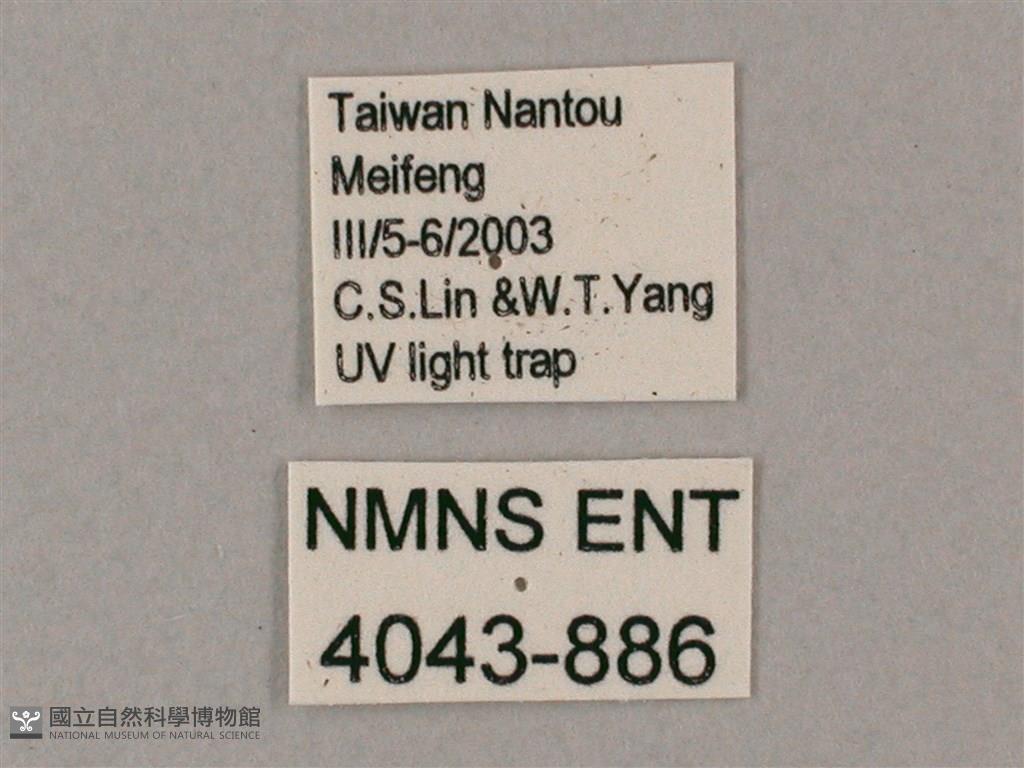 Taiwan Nantou
Meifeng
III/5-6/2003
C.S.Lin &W.T.Yang
UV light trap
NMNS ENT
4043-886
國立自然科學博物館
NATIONAL MUSEUM OF NATURAL SCIENCE